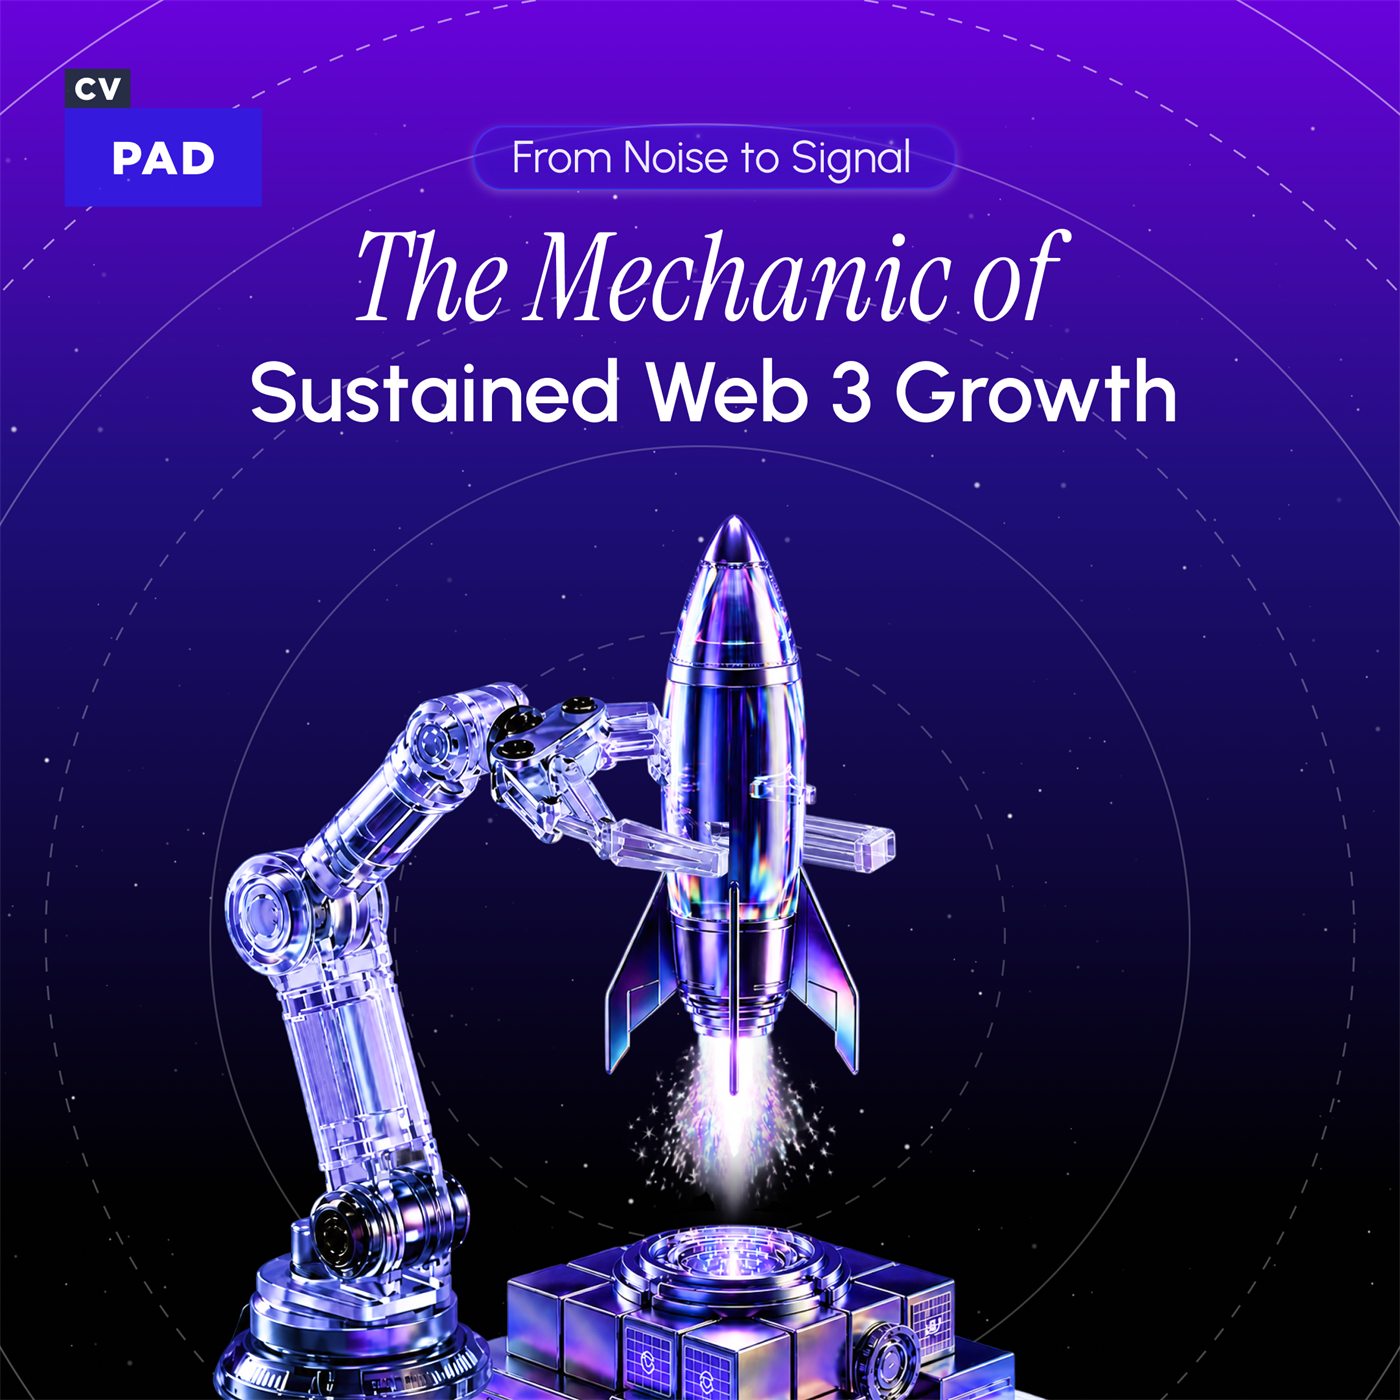 CV
PAD
From Noise to Signal
The Mechanic of
Sustained Web 3 Growth